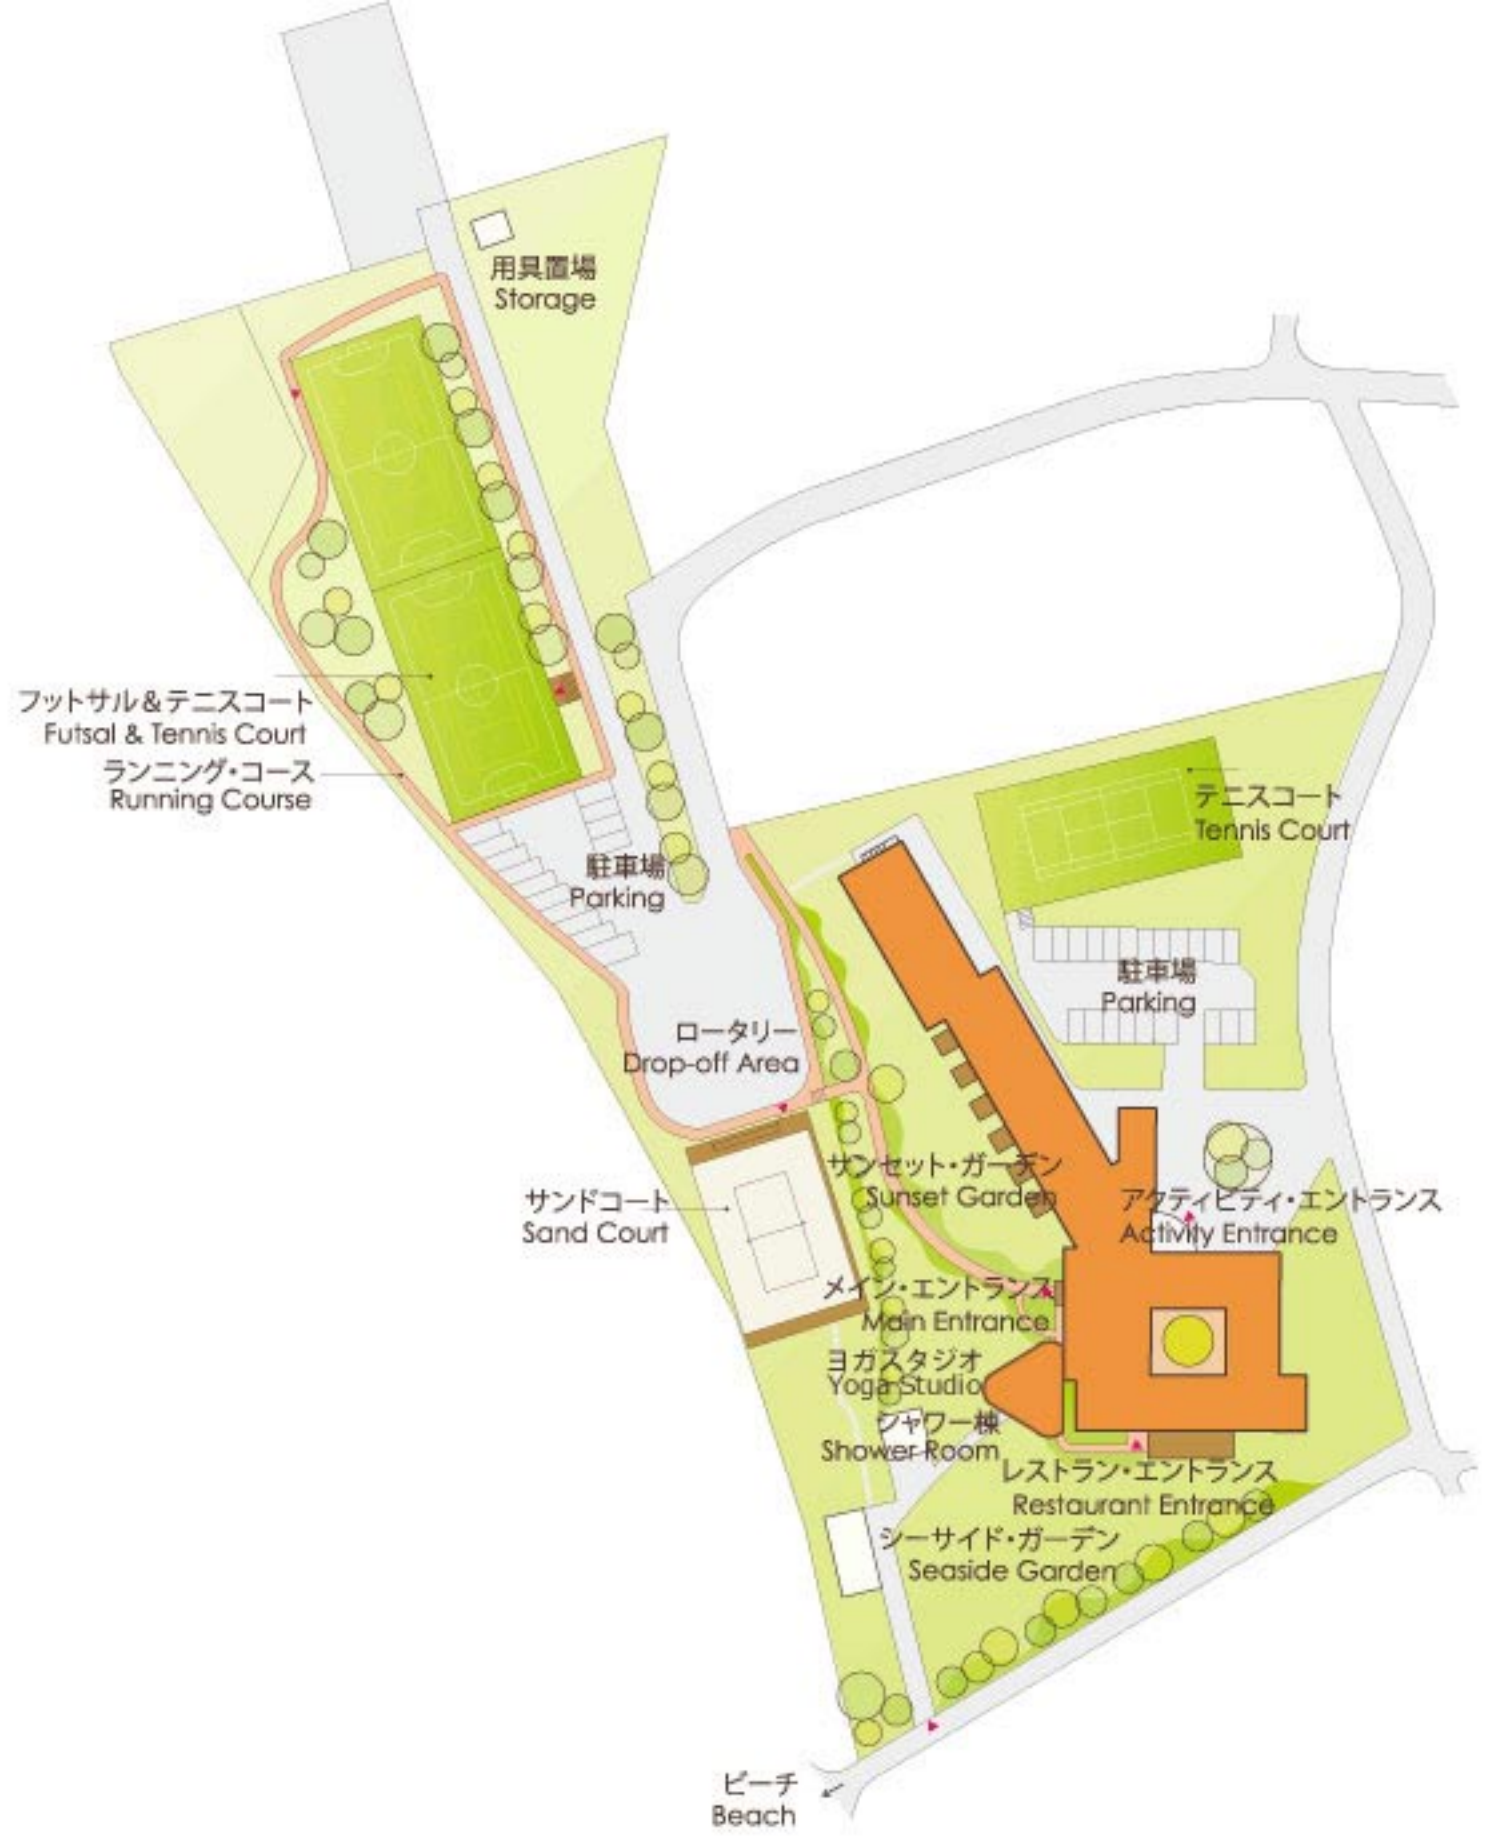 用具置場
Storage
フットサル&テニスコート
Futsal & Tennis Court
ランニング・コース
Running Course
テニスコート
Tennis Court
駐車場
Parking
駐車場
Parking
ロータリー
Drop-off Area
サンセット・ガーデン
Sunset Garden
サンドコート
Sand Court
アクティビティ・エントランス
Activity Entrance
メイン・エントランス
Main Entrance
ヨガスタジオ
Yoga Studio
シャワー棟
Shower Room
レストラン・エントランス
Restaurant Entrance
シーサイド・ガーデン
Seaside Garden
ビーチ
Beach